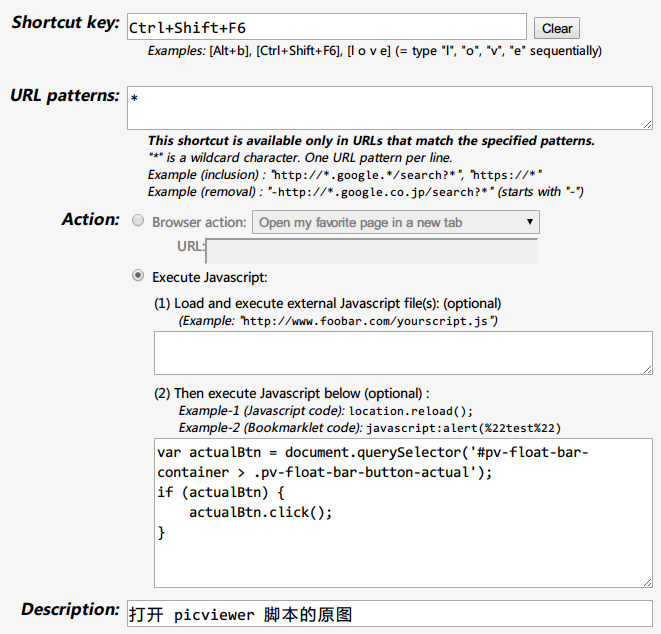 Shortcut key: Ctrl+Shift+F6 Clear
Examples: [Alt+b], [Ctrl+Shift+F6], [l o v e] (= type "l", "o", "v", "e" sequentially)
URL patterns: *
This shortcut is available only in URLs that match the specified patterns.
"*" is a wildcard character. One URL pattern per line.
Example (inclusion) : "http://*.google.*/search?*", "https://*"
Example (removal) : "-http://*.google.co.jp/search?*" (starts with "-")
Action: Browser action: Open my favorite page in a new tab
URL:
Execute Javascript:
(1) Load and execute external Javascript file(s): (optional)
(Example: "http://www.foobar.com/yourscript.js")
(2) Then execute Javascript below (optional) :
Example-1 (Javascript code): location.reload();
Example-2 (Bookmarklet code): javascript:alert(%22test%22)
var actualBtn = document.querySelector('#pv-float-bar-
container > .pv-float-bar-button-actual');
if (actualBtn) {
    actualBtn.click();
}
Description: 打开 picviewer 脚本的原图